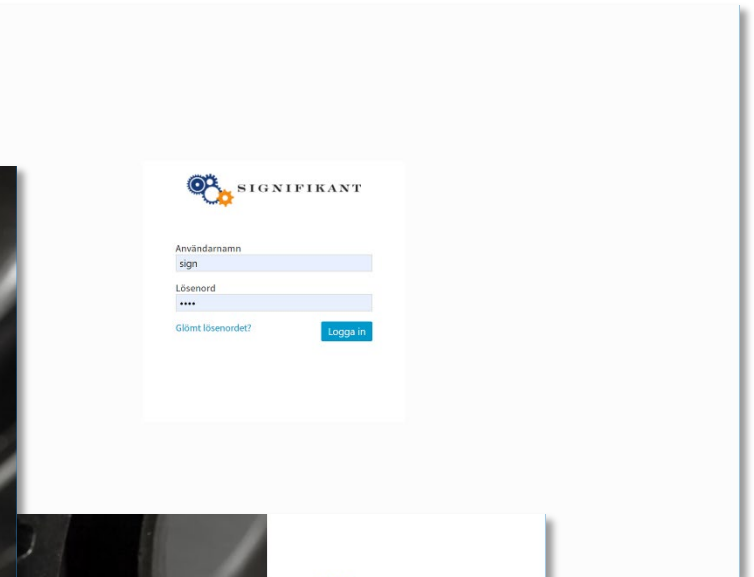 SIGNIFIKANT
Användarnamn
sign
Lösenord
••••
Glömt lösenordet?
Logga in